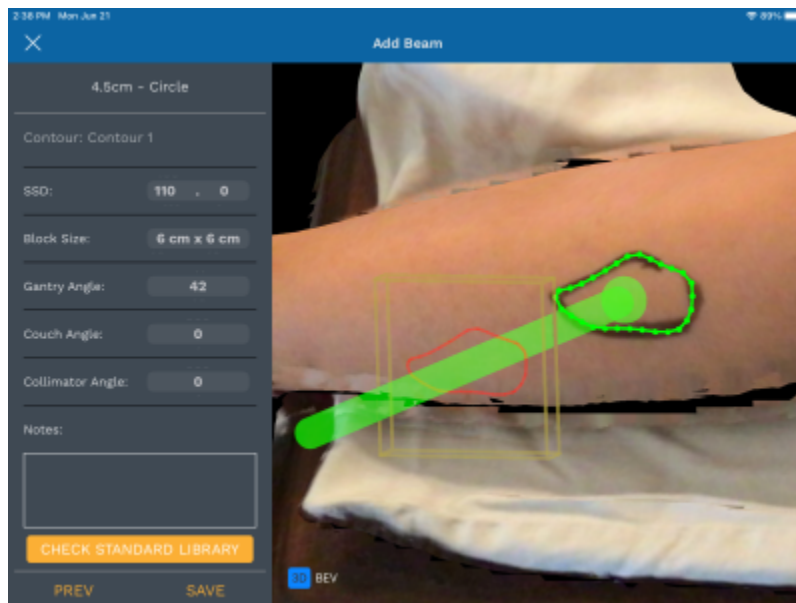 2:38 PM Mon Jun 21
89%
Add Beam
4.5cm - Circle
Contour: Contour 1
SSD: 110 . 0
Block Size: 6 cm x 6 cm
Gantry Angle: 42
Couch Angle: 0
Collimator Angle: 0
Notes:
CHECK STANDARD LIBRARY
PREV SAVE
3D BEV